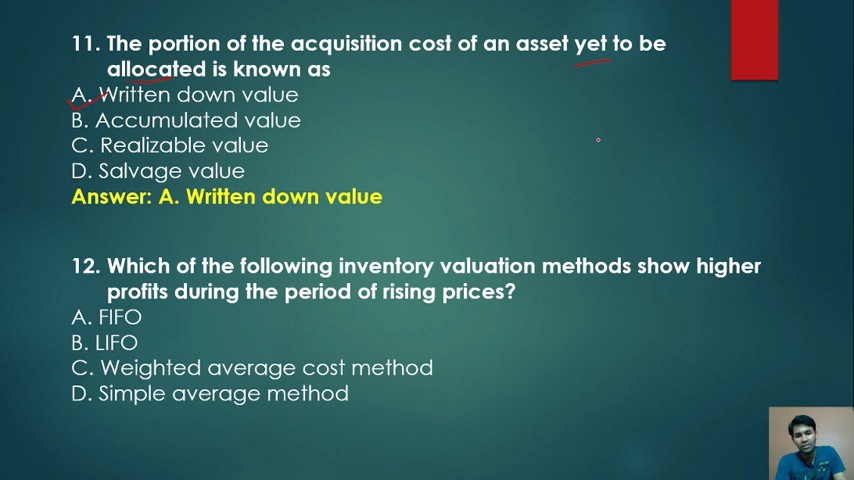 11. The portion of the acquisition cost of an asset yet to be
allocated is known as
A. Written down value
B. Accumulated value
C. Realizable value
D. Salvage value
Answer: A. Written down value
12. Which of the following inventory valuation methods show higher
profits during the period of rising prices?
A. FIFO
B. LIFO
C. Weighted average cost method
D. Simple average method